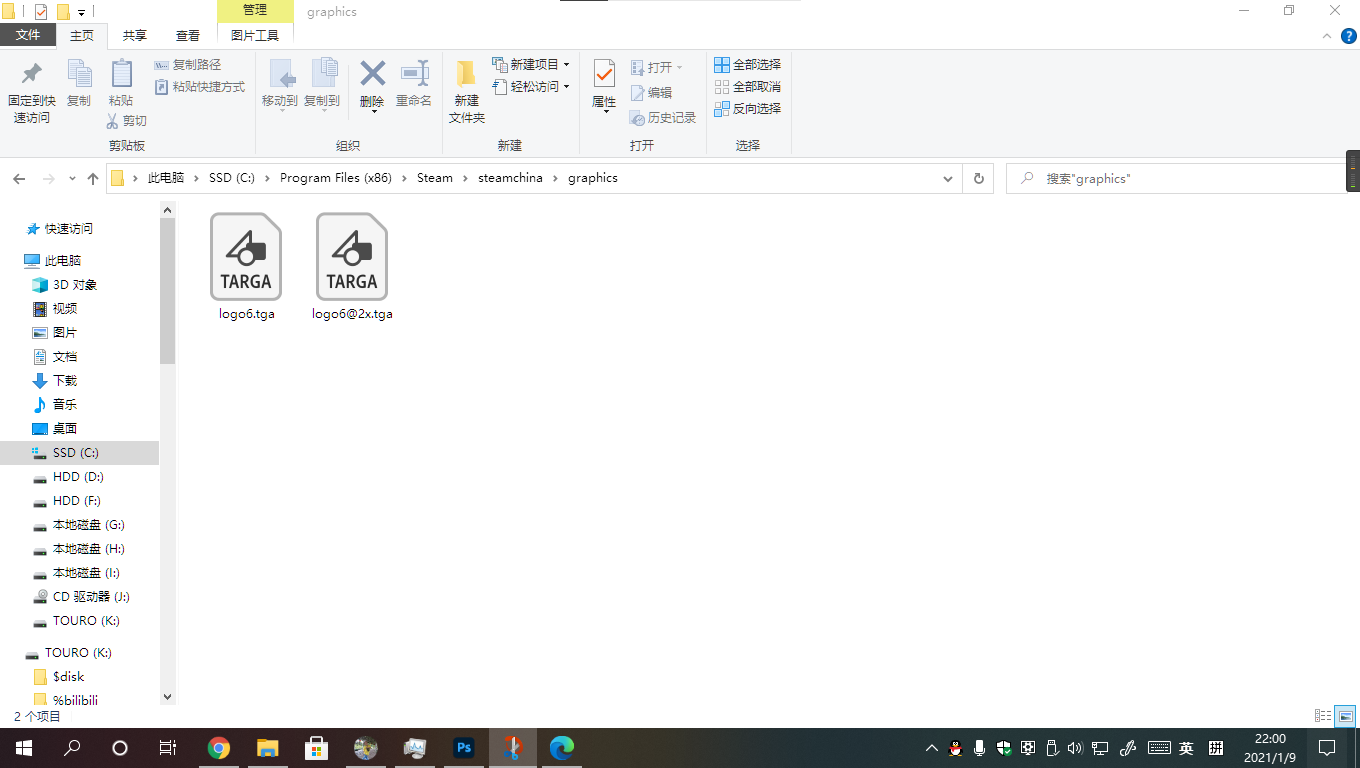 管理
graphics
文件
主页
共享
查看
图片工具
固定到快
速访问
复制
粘贴
复制路径
粘贴快捷方式
剪切
剪贴板
移动到
复制到
删除
重命名
组织
新建
文件夹
新建项目
轻松访问
新建
属性
打开
编辑
历史记录
打开
全部选择
全部取消
反向选择
选择
此电脑 › SSD (C:) › Program Files (x86) › Steam › steamchina › graphics
搜索"graphics"
快速访问
此电脑
3D 对象
视频
图片
文档
下载
音乐
桌面
SSD (C:)
HDD (D:)
HDD (F:)
本地磁盘 (G:)
本地磁盘 (H:)
本地磁盘 (I:)
CD 驱动器 (J:)
TOURO (K:)
TOURO (K:)
$disk
%bilibili
TARGA
logo6.tga
TARGA
logo6@2x.tga
2 个项目
Ps
英
拼
22:00
2021/1/9